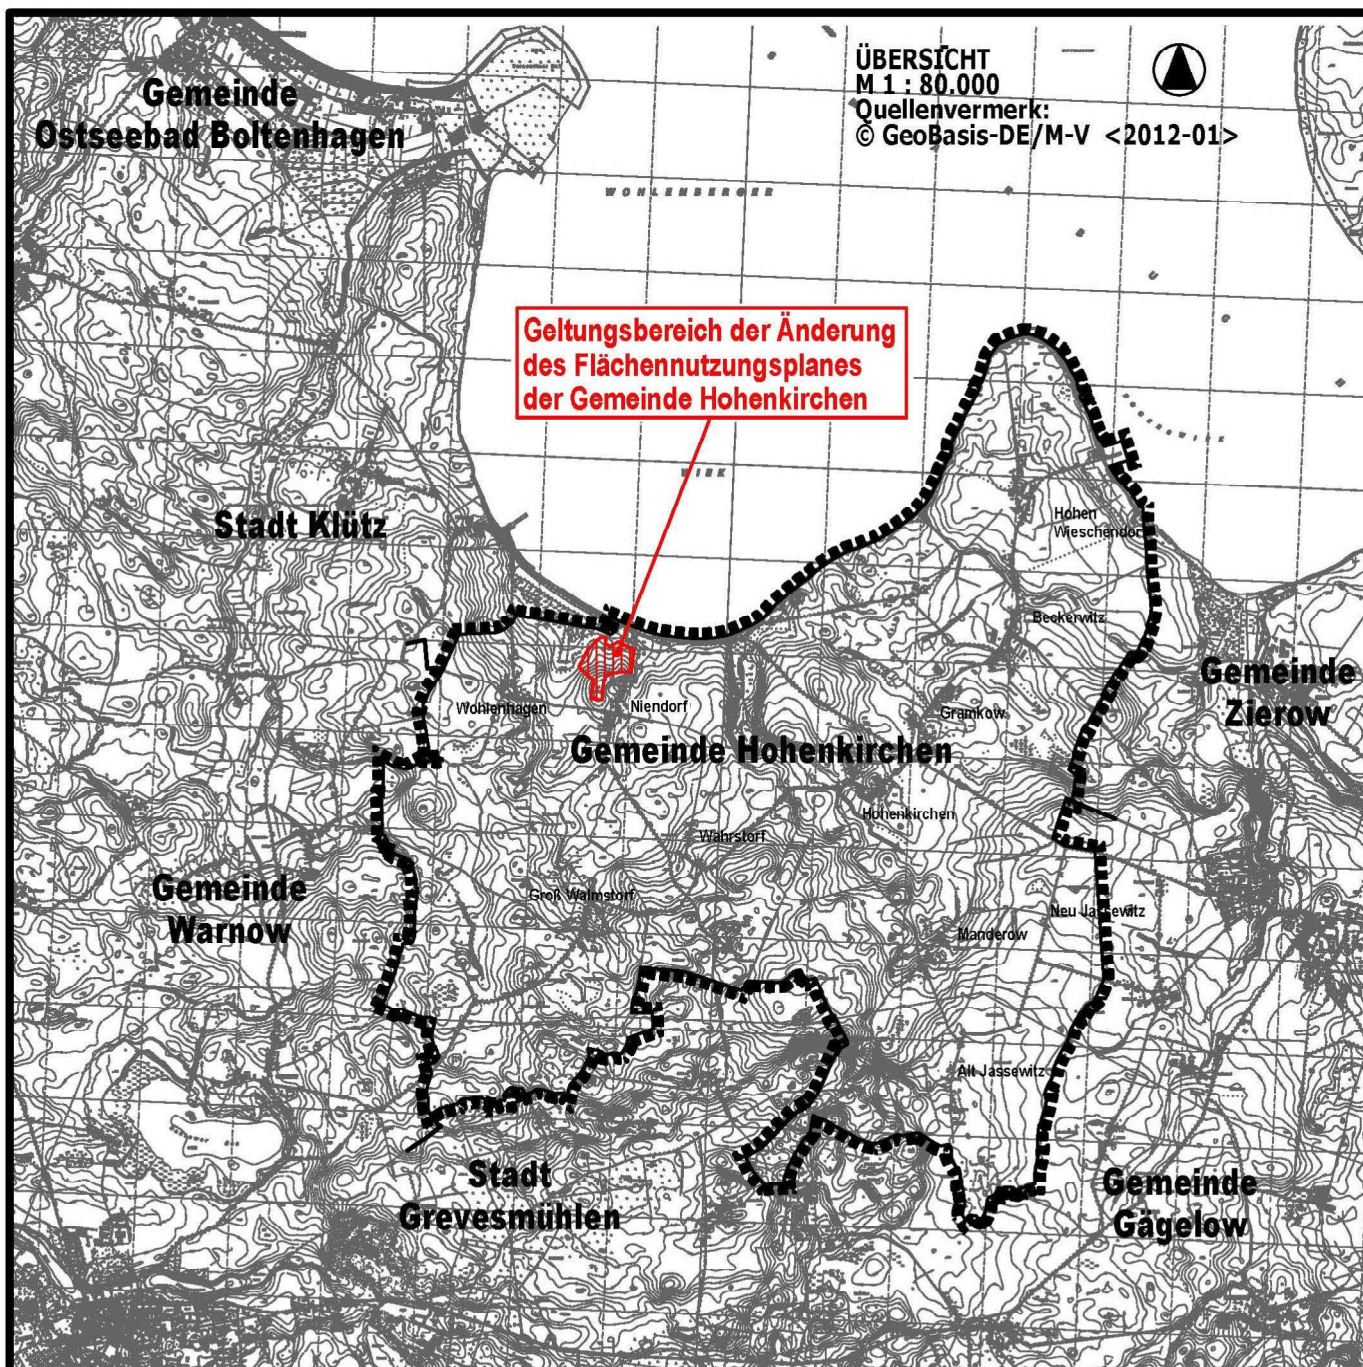 ÜBERSICHT
M 1 : 80.000
Quellenvermerk:
© GeoBasis-DE/M-V <2012-01>
Gemeinde
Ostseebad Boltenhagen
WOHLENBERGER
Geltungsbereich der Änderung
des Flächennutzungsplanes
der Gemeinde Hohenkirchen
WIEK
Stadt Klütz
Hohen
Wieschendorf
Beckerwitz
Gemeinde
Zierow
Wohlenhagen
Niendorf
Gramkow
Gemeinde Hohenkirchen
Hohenkirchen
Wahrstorf
Gemeinde
Warnow
Groß Walmstorf
Neu Jassewitz
Manderow
Alt Jassewitz
Stadt
Grevesmühlen
Gemeinde
Gägelow